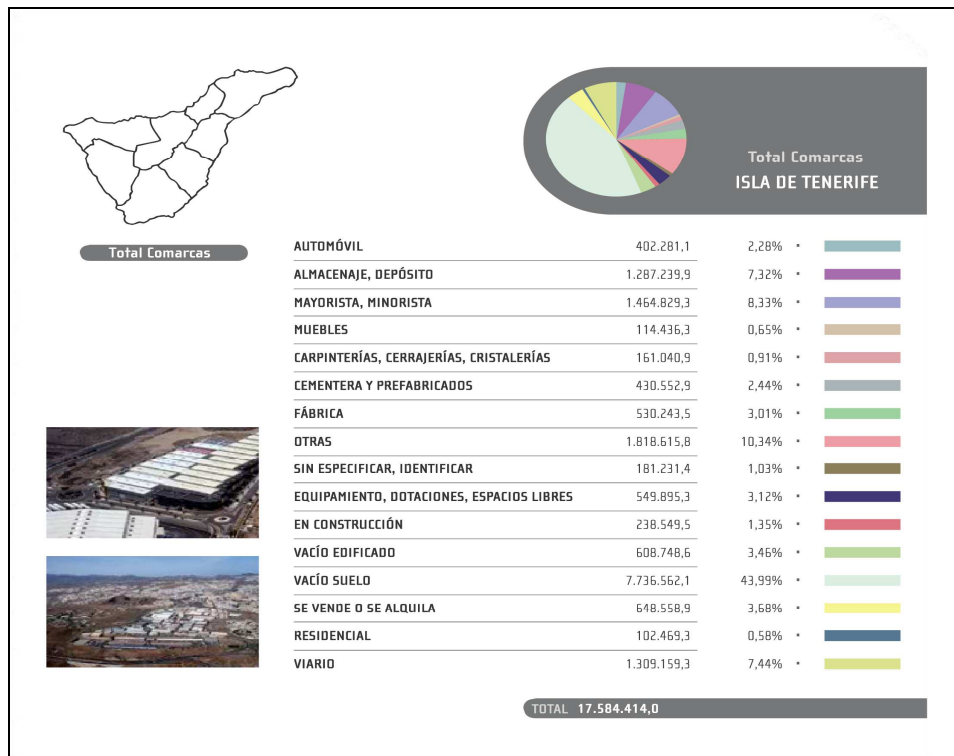 Total Comarcas
ISLA DE TENERIFE
Total Comarcas
AUTOMÓVIL 402.281,1 2,28% •
ALMACENAJE, DEPÓSITO 1.287.239,9 7,32% •
MAYORISTA, MINORISTA 1.464.829,3 8,33% •
MUEBLES 114.436,3 0,65% •
CARPINTERÍAS, CERRAJERÍAS, CRISTALERÍAS 161.040,9 0,91% •
CEMENTERA Y PREFABRICADOS 430.552,9 2,44% •
FÁBRICA 530.243,5 3,01% •
OTRAS 1.818.615,8 10,34% •
SIN ESPECIFICAR, IDENTIFICAR 181.231,4 1,03% •
EQUIPAMIENTO, DOTACIONES, ESPACIOS LIBRES 549.895,3 3,12% •
EN CONSTRUCCIÓN 238.549,5 1,35% •
VACÍO EDIFICADO 608.748,6 3,46% •
VACÍO SUELO 7.736.562,1 43,99% •
SE VENDE O SE ALQUILA 648.558,9 3,68% •
RESIDENCIAL 102.469,3 0,58% •
VIARIO 1.309.159,3 7,44% •
TOTAL 17.584.414,0